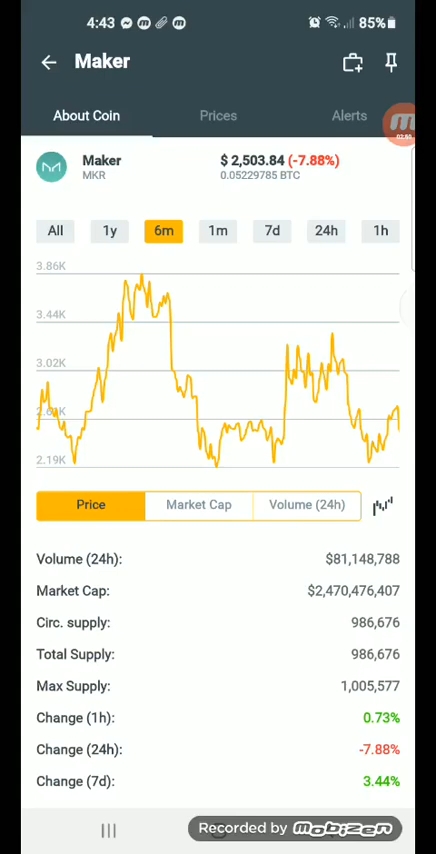 4:43 85%
Maker
About Coin Prices Alerts
Maker $ 2,503.84 (-7.88%)
MKR 0.05229785 BTC
All 1y 6m 1m 7d 24h 1h
3.86K
3.44K
3.02K
2.19K
Price Market Cap Volume (24h)
Volume (24h): $81,148,788
Market Cap: $2,470,476,407
Circ. supply: 986,676
Total Supply: 986,676
Max Supply: 1,005,577
Change (1h): 0.73%
Change (24h): -7.88%
Change (7d): 3.44%
Recorded by MOBIZEN